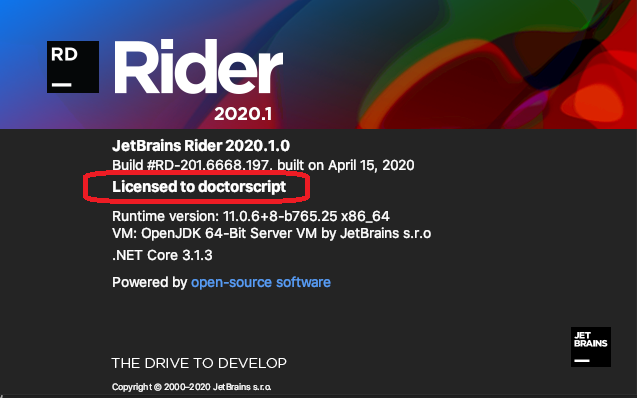 RD
Rider
2020.1
JetBrains Rider 2020.1.0
Build #RD-201.6668.197, built on April 15, 2020
Licensed to doctorscript
Runtime version: 11.0.6+8-b765.25 x86_64
VM: OpenJDK 64-Bit Server VM by JetBrains s.r.o
.NET Core 3.1.3
Powered by open-source software
JET
BRAINS
THE DRIVE TO DEVELOP
Copyright © 2000–2020 JetBrains s.r.o.